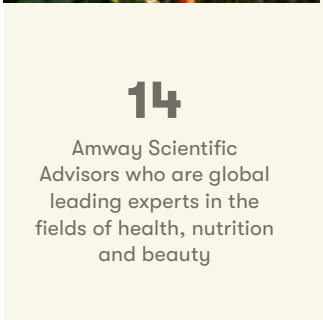 14
Amway Scientific
Advisors who are global
leading experts in the
fields of health, nutrition
and beauty